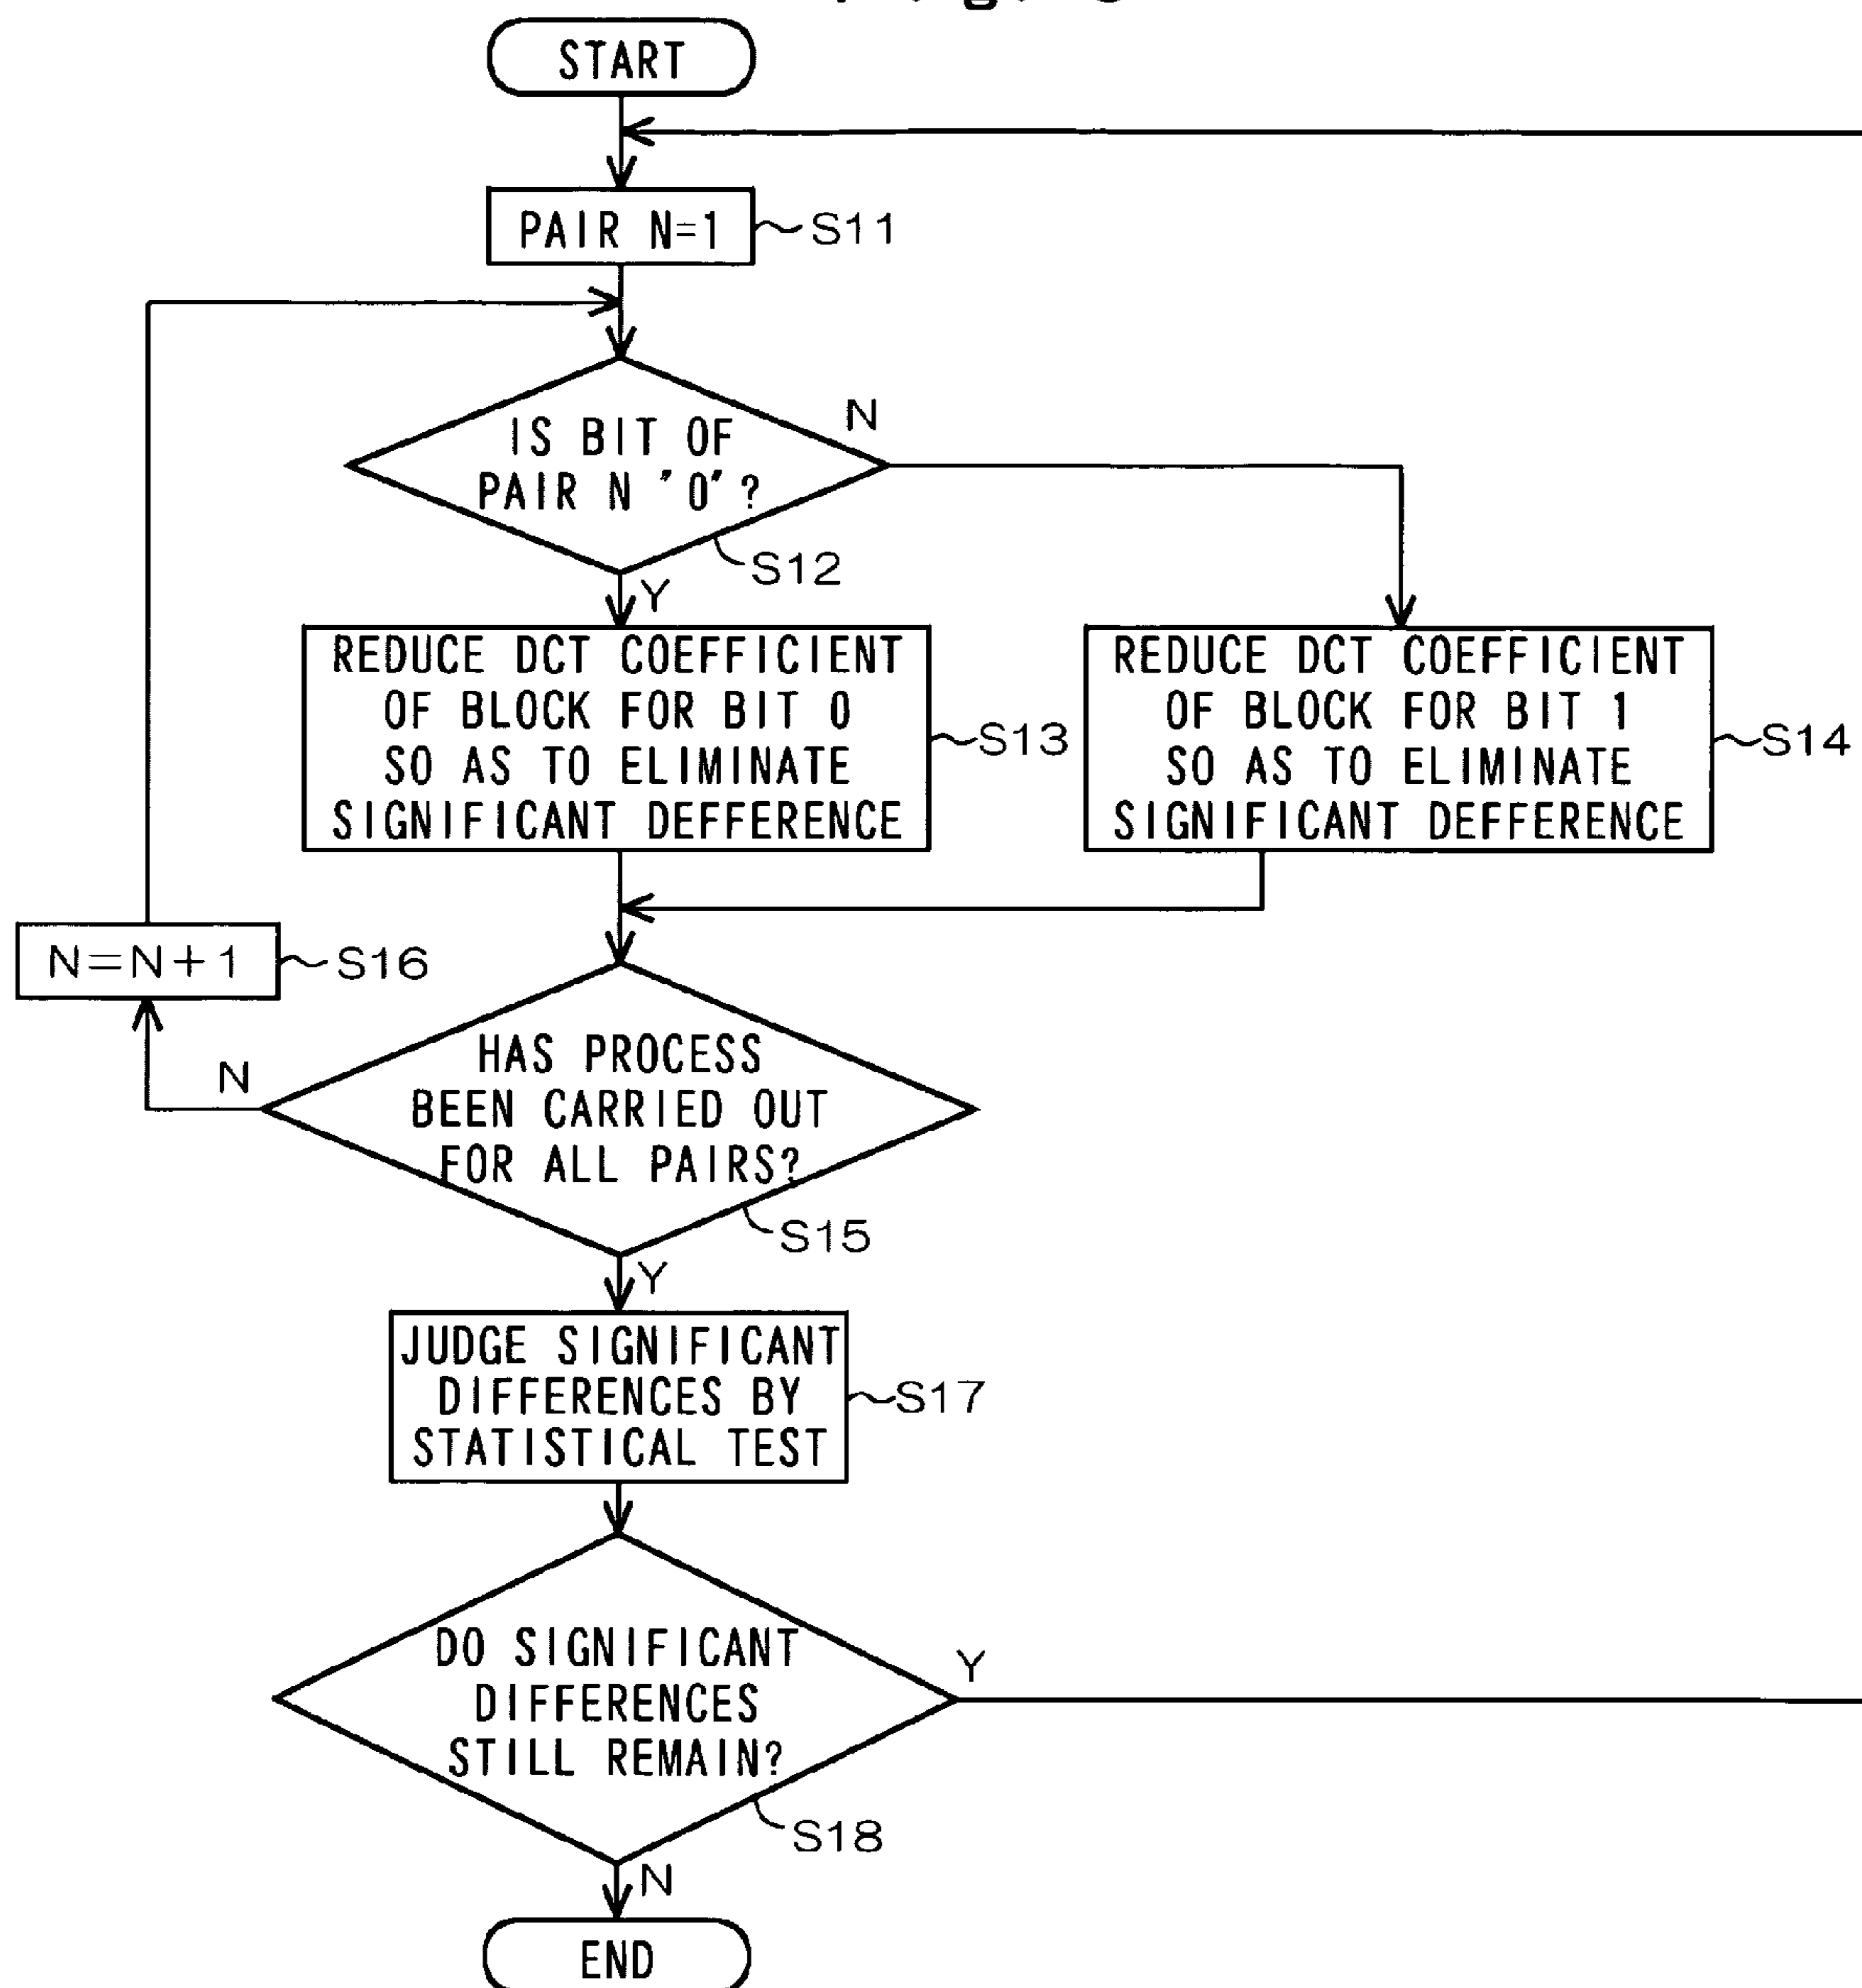 START
PAIR N=1
S11
IS BIT OF
PAIR N "0"?
N
S12
Y
REDUCE DCT COEFFICIENT
OF BLOCK FOR BIT 0
SO AS TO ELIMINATE
SIGNIFICANT DEFFERENCE
S13
REDUCE DCT COEFFICIENT
OF BLOCK FOR BIT 1
SO AS TO ELIMINATE
SIGNIFICANT DEFFERENCE
S14
N=N+1
S16
HAS PROCESS
BEEN CARRIED OUT
FOR ALL PAIRS?
N
S15
Y
JUDGE SIGNIFICANT
DIFFERENCES BY
STATISTICAL TEST
S17
DO SIGNIFICANT
DIFFERENCES
STILL REMAIN?
Y
S18
N
END